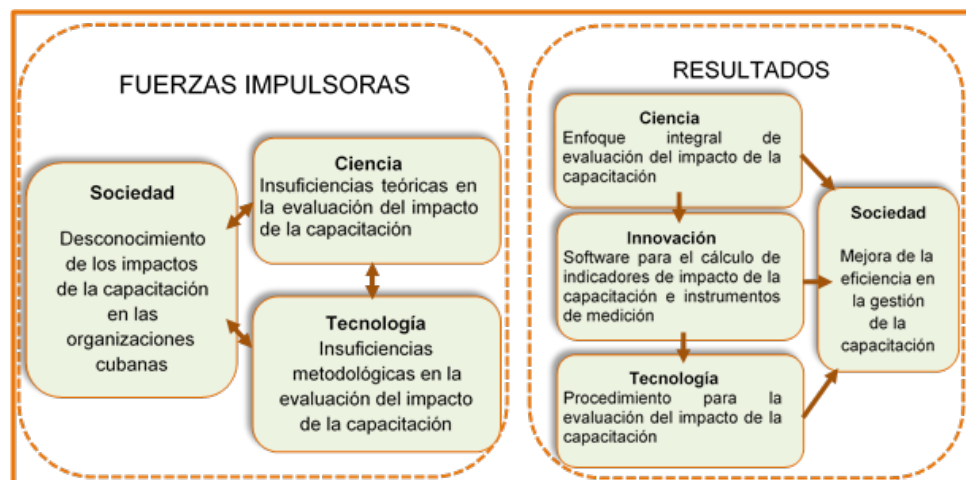 FUERZAS IMPULSORAS
Sociedad
Desconocimiento
de los impactos
de la capacitación
en las
organizaciones
cubanas
Ciencia
Insuficiencias teóricas en
la evaluación del impacto
de la capacitación
Tecnología
Insuficiencias
metodológicas en la
evaluación del impacto
de la capacitación
RESULTADOS
Ciencia
Enfoque integral de
evaluación del impacto de la
capacitación
Innovación
Software para el cálculo de
indicadores de impacto de la
capacitación e instrumentos
de medición
Tecnología
Procedimiento para la
evaluación del impacto de la
capacitación
Sociedad
Mejora de la
eficiencia en
la gestión
de la
capacitación